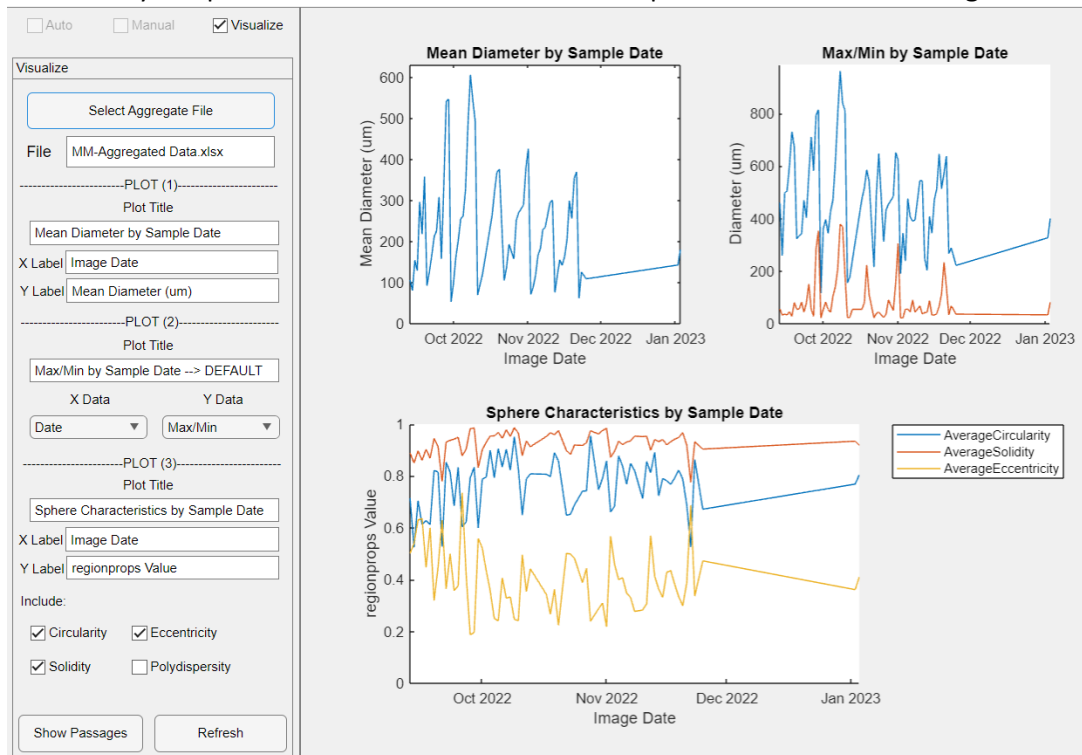 Auto Manual Visualize
Visualize
Select Aggregate File
File MM-Aggregated Data.xlsx
------------------------PLOT (1)-----------------------
Plot Title
Mean Diameter by Sample Date
X Label Image Date
Y Label Mean Diameter (um)
------------------------PLOT (2)-----------------------
Plot Title
Max/Min by Sample Date --> DEFAULT
X Data Y Data
Date Max/Min
-----------------------PLOT (3)------------------------
Plot Title
Sphere Characteristics by Sample Date
X Label Image Date
Y Label regionprops Value
Include:
Circularity Eccentricity
Solidity Polydispersity
Show Passages Refresh
Mean Diameter by Sample Date
Mean Diameter (um)
600
500
400
300
200
100
0
Oct 2022 Nov 2022 Dec 2022 Jan 2023
Image Date
Max/Min by Sample Date
Diameter (um)
800
600
400
200
0
Oct 2022 Nov 2022 Dec 2022 Jan 2023
Image Date
Sphere Characteristics by Sample Date
regionprops Value
1
0.8
0.6
0.4
0.2
0
Oct 2022 Nov 2022 Dec 2022 Jan 2023
Image Date
AverageCircularity
AverageSolidity
AverageEccentricity